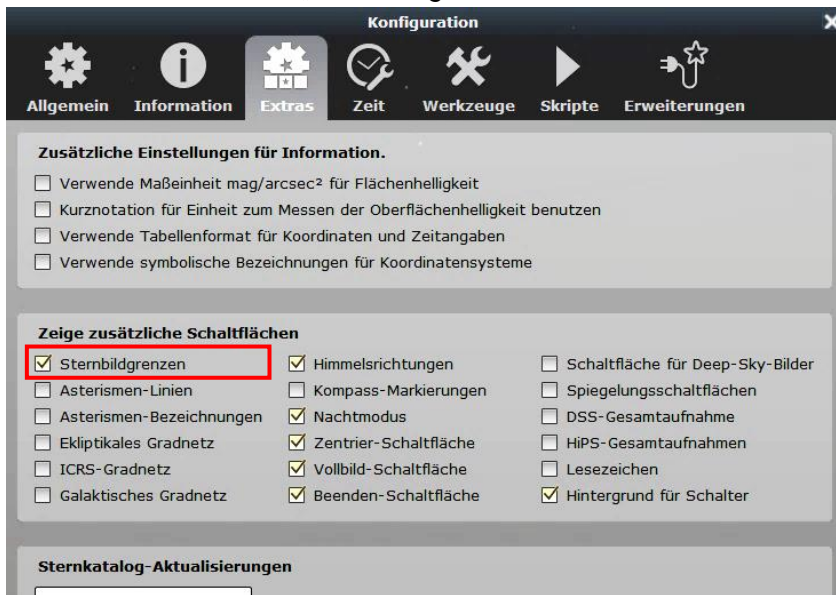 Konfiguration X
Allgemein Information Extras Zeit Werkzeuge Skripte Erweiterungen
Zusätzliche Einstellungen für Information.
Verwende Maßeinheit mag/arcsec² für Flächenhelligkeit
Kurznotation für Einheit zum Messen der Oberflächenhelligkeit benutzen
Verwende Tabellenformat für Koordinaten und Zeitangaben
Verwende symbolische Bezeichnungen für Koordinatensysteme
Zeige zusätzliche Schaltflächen
Sternbildgrenzen Himmelsrichtungen Schaltfläche für Deep-Sky-Bilder
Asterismen-Linien Kompass-Markierungen Spiegelungsschaltflächen
Asterismen-Bezeichnungen Nachtmodus DSS-Gesamtaufnahme
Ekliptikales Gradnetz Zentrier-Schaltfläche HiPS-Gesamtaufnahmen
ICRS-Gradnetz Vollbild-Schaltfläche Lesezeichen
Galaktisches Gradnetz Beenden-Schaltfläche Hintergrund für Schalter
Sternkatalog-Aktualisierungen